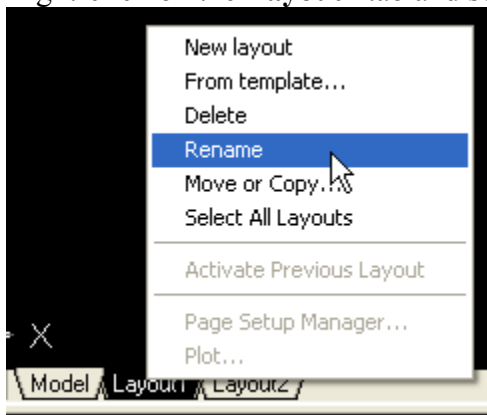 New layout
From template...
Delete
Rename
Move or Copy...
Select All Layouts
Activate Previous Layout
Page Setup Manager...
Plot...
X
Model Layout1 Layout2